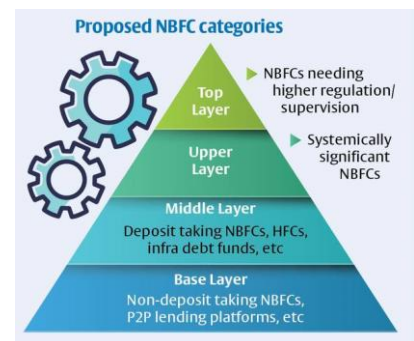 Proposed NBFC categories
Top
Layer
NBFCs needing
higher regulation/
supervision
Upper
Layer
Systemically
significant
NBFCs
Middle Layer
Deposit taking NBFCs, HFCs,
infra debt funds, etc
Base Layer
Non-deposit taking NBFCs,
P2P lending platforms, etc